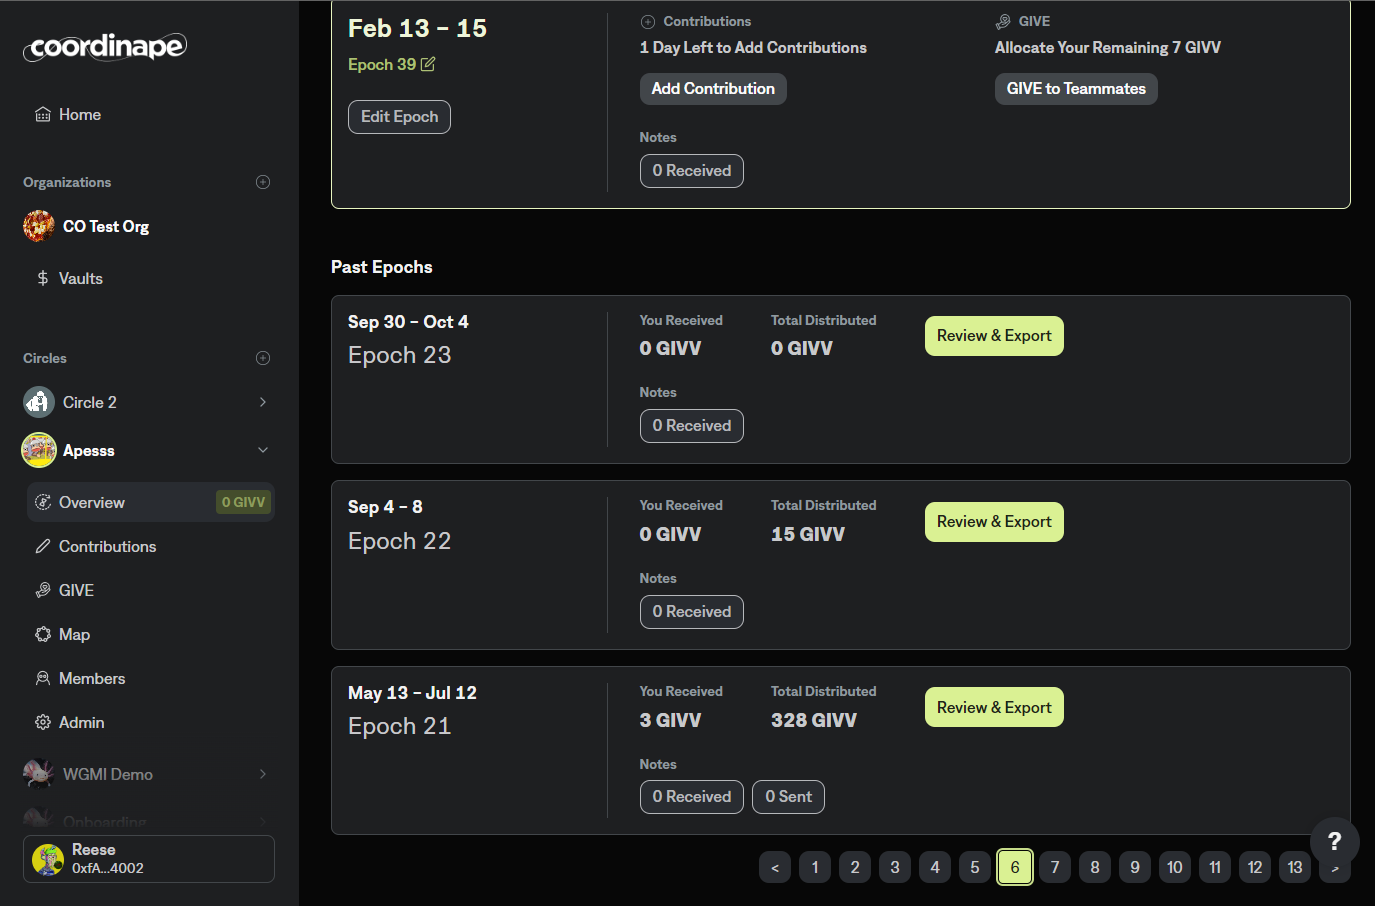 coordinape
Home
Organizations
CO Test Org
Vaults
Circles
Circle 2
Apesss
Overview
0 GIVV
Contributions
GIVE
Map
Members
Admin
WGMI Demo
Onboarding
Reese
0xfA...4002
Feb 13 – 15
Epoch 39
Edit Epoch
Contributions
1 Day Left to Add Contributions
Add Contribution
GIVE
Allocate Your Remaining 7 GIVV
GIVE to Teammates
Notes
0 Received
Past Epochs
Sep 30 – Oct 4
Epoch 23
You Received
0 GIVV
Total Distributed
0 GIVV
Review & Export
Notes
0 Received
Sep 4 – 8
Epoch 22
You Received
0 GIVV
Total Distributed
15 GIVV
Review & Export
Notes
0 Received
May 13 – Jul 12
Epoch 21
You Received
3 GIVV
Total Distributed
328 GIVV
Review & Export
Notes
0 Received
0 Sent
< 1 2 3 4 5 6 7 8 9 10 11 12 13 >
?